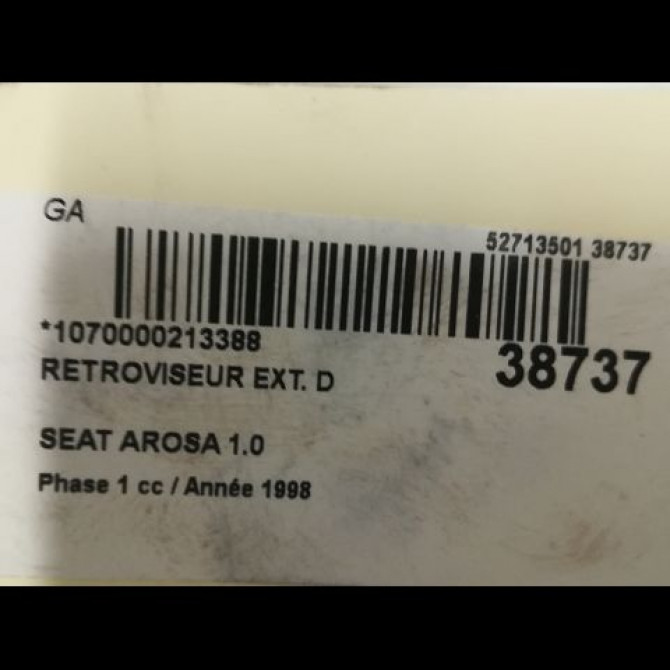 GA
52713501 38737
*1070000213388
38737
RETROVISEUR EXT. D
SEAT AROSA 1.0
Phase 1 cc / Année 1998